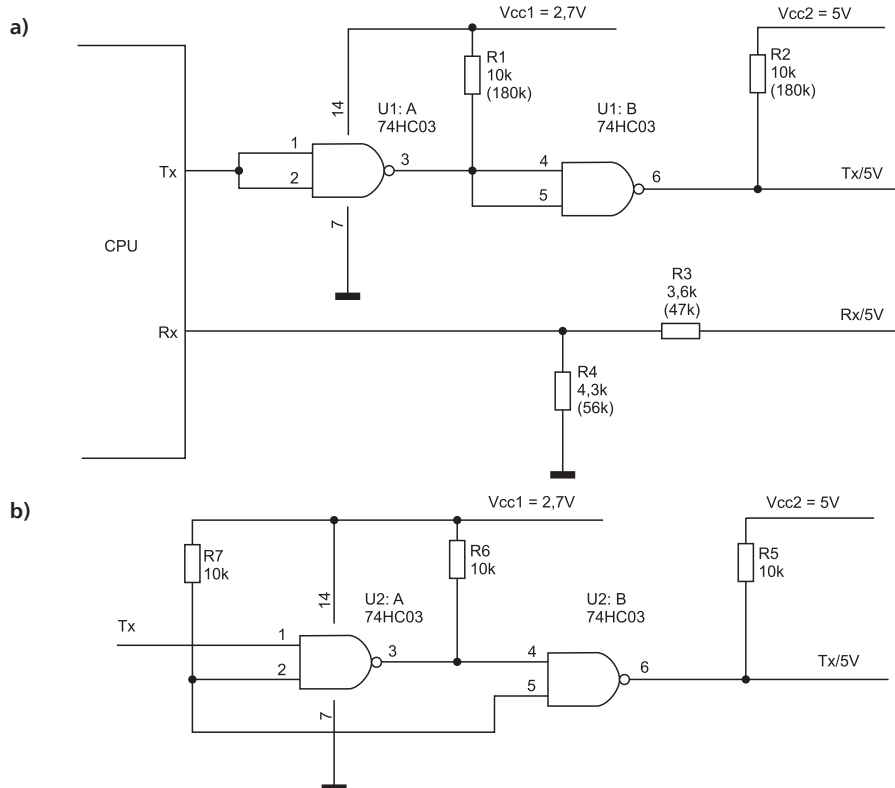 a)
Vcc1 = 2,7V
Vcc2 = 5V
R1
10k
(180k)
R2
10k
(180k)
14
U1: A
74HC03
U1: B
74HC03
1
2
3
4
5
6
Tx
Tx/5V
7
CPU
R3
3,6k
(47k)
Rx
Rx/5V
R4
4,3k
(56k)
b)
Vcc1 = 2,7V
Vcc2 = 5V
R7
10k
R6
10k
R5
10k
14
U2: A
74HC03
U2: B
74HC03
Tx
1
2
3
4
5
6
Tx/5V
7